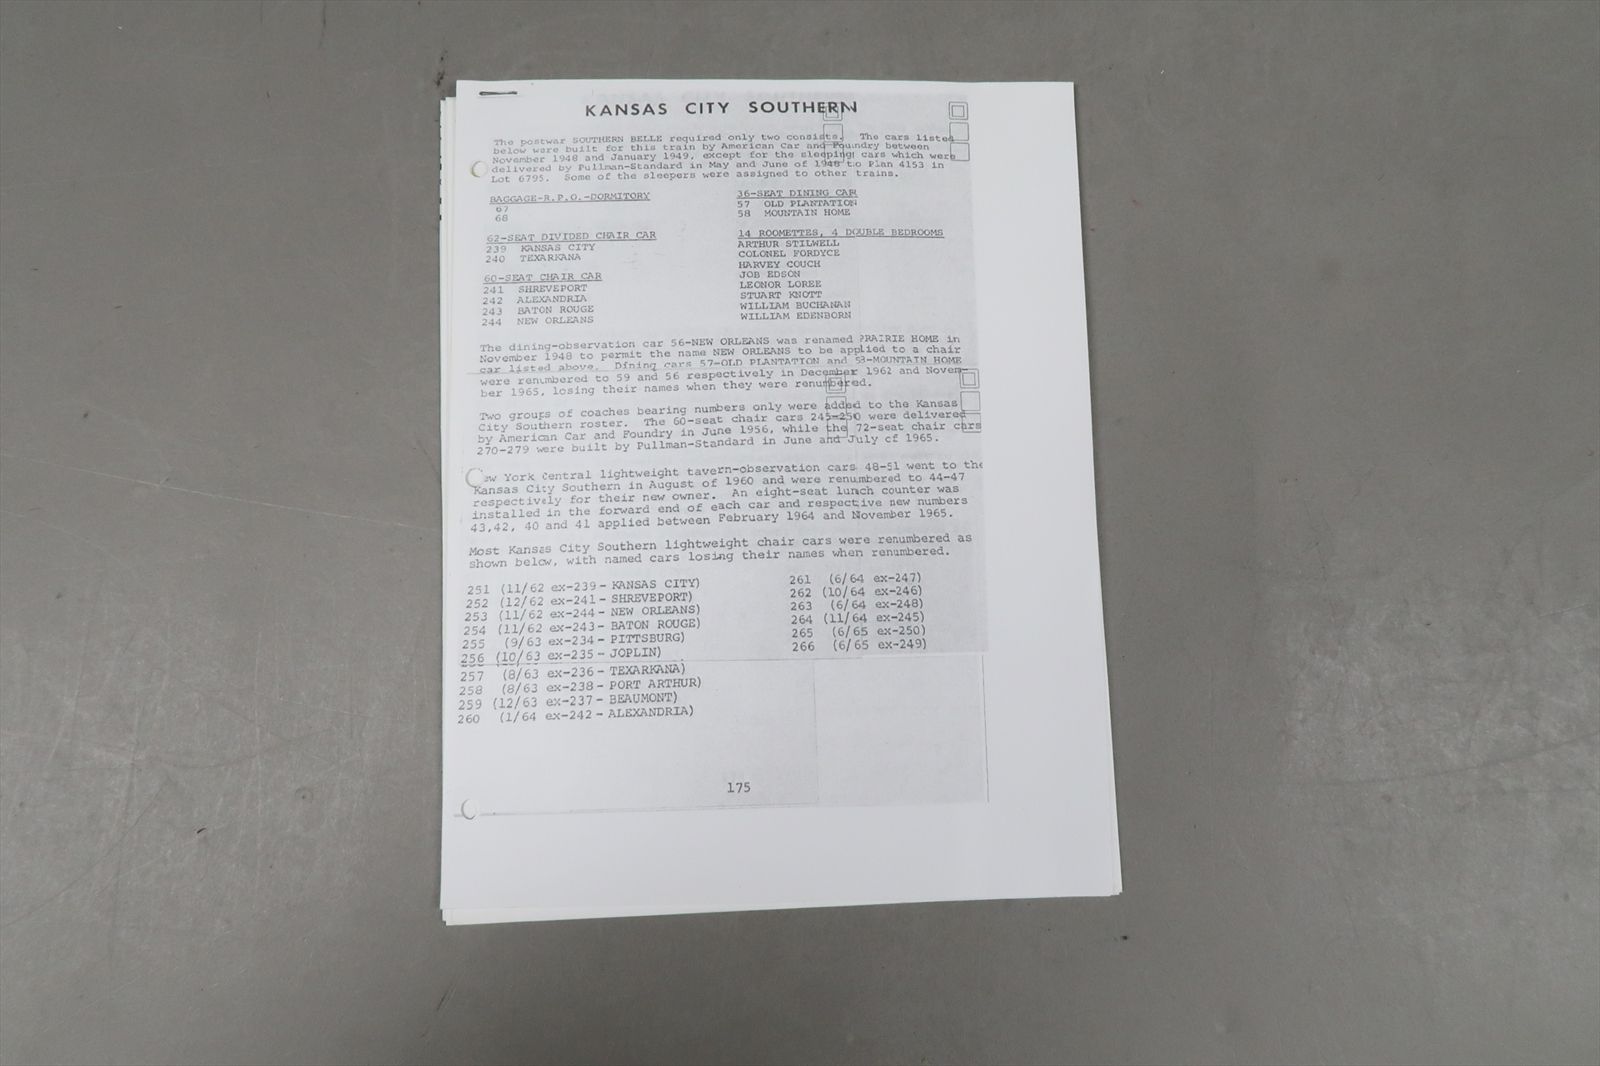 KANSAS CITY SOUTHERN
The postwar SOUTHERN BELLE required only two consists. The cars listed
below were built for this train by American Car and Foundry between
November 1948 and January 1949, except for the sleeping cars which were
delivered by Pullman-Standard in May and June of 1948 to Plan 4153 in
Lot 6795. Some of the sleepers were assigned to other trains.
BAGGAGE-R.P.O.-DORMITORY
67
68
62-SEAT DIVIDED CHAIR CAR
239 KANSAS CITY
240 TEXARKANA
60-SEAT CHAIR CAR
241 SHREVEPORT
242 ALEXANDRIA
243 BATON ROUGE
244 NEW ORLEANS
36-SEAT DINING CAR
57 OLD PLANTATION
58 MOUNTAIN HOME
14 ROOMETTES, 4 DOUBLE BEDROOMS
ARTHUR STILWELL
COLONEL FORDYCE
HARVEY COUCH
JOB EDSON
LEONOR LOREE
STUART KNOTT
WILLIAM BUCHANAN
WILLIAM EDENBORN
The dining-observation car 56-NEW ORLEANS was renamed PRAIRIE HOME in
November 1948 to permit the name NEW ORLEANS to be applied to a chair
car listed above. Dining cars 57-OLD PLANTATION and 58-MOUNTAIN HOME
were renumbered to 59 and 56 respectively in December 1962 and Novem-
ber 1965, losing their names when they were renumbered.
Two groups of coaches bearing numbers only were added to the Kansas
City Southern roster. The 60-seat chair cars 245-250 were delivered
by American Car and Foundry in June 1956, while the 72-seat chair cars
270-279 were built by Pullman-Standard in June and July of 1965.
ew York Central lightweight tavern-observation cars 48-51 went to the
Kansas City Southern in August of 1960 and were renumbered to 44-47
respectively for their new owner. An eight-seat lunch counter was
installed in the forward end of each car and respective new numbers
43,42, 40 and 41 applied between February 1964 and November 1965.
Most Kansas City Southern lightweight chair cars were renumbered as
shown below, with named cars losing their names when renumbered.
251 (11/62 ex-239- KANSAS CITY)
252 (12/62 ex-241- SHREVEPORT)
253 (11/62 ex-244- NEW ORLEANS)
254 (11/62 ex-243- BATON ROUGE)
255 (9/63 ex-234- PITTSBURG)
256 (10/63 ex-235- JOPLIN)
257 (8/63 ex-236- TEXARKANA)
258 (8/63 ex-238- PORT ARTHUR)
259 (12/63 ex-237- BEAUMONT)
260 (1/64 ex-242- ALEXANDRIA)
261 (6/64 ex-247)
262 (10/64 ex-246)
263 (6/64 ex-248)
264 (11/64 ex-245)
265 (6/65 ex-250)
266 (6/65 ex-249)
175